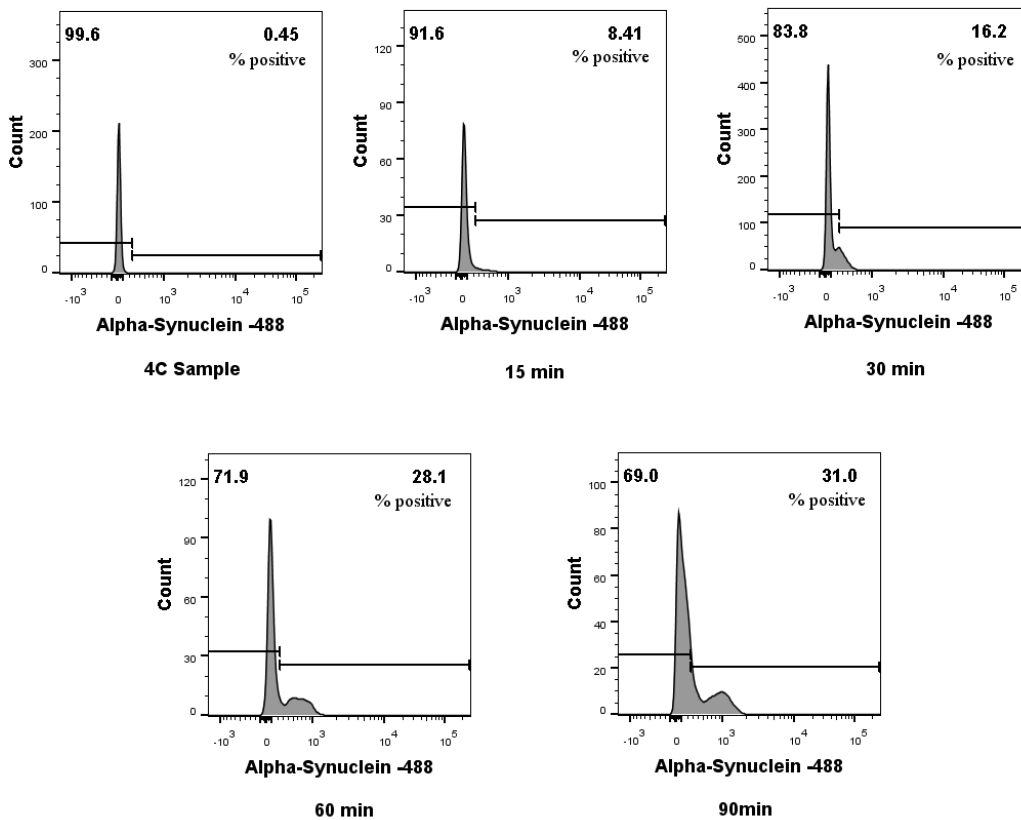 99.6 0.45
% positive
300
200
100
0
Count
-10³ 0 10³ 10⁴ 10⁵
Alpha-Synuclein -488
4C Sample
91.6 8.41
% positive
120
90
60
30
0
Count
-10³ 0 10³ 10⁴ 10⁵
Alpha-Synuclein -488
15 min
83.8 16.2
% positive
500
400
300
200
100
0
Count
-10³ 0 10³ 10⁴ 10⁵
Alpha-Synuclein -488
30 min
71.9 28.1
% positive
120
90
60
30
0
Count
-10³ 0 10³ 10⁴ 10⁵
Alpha-Synuclein -488
60 min
69.0 31.0
% positive
100
80
60
40
20
0
Count
-10³ 0 10³ 10⁴ 10⁵
Alpha-Synuclein -488
90min